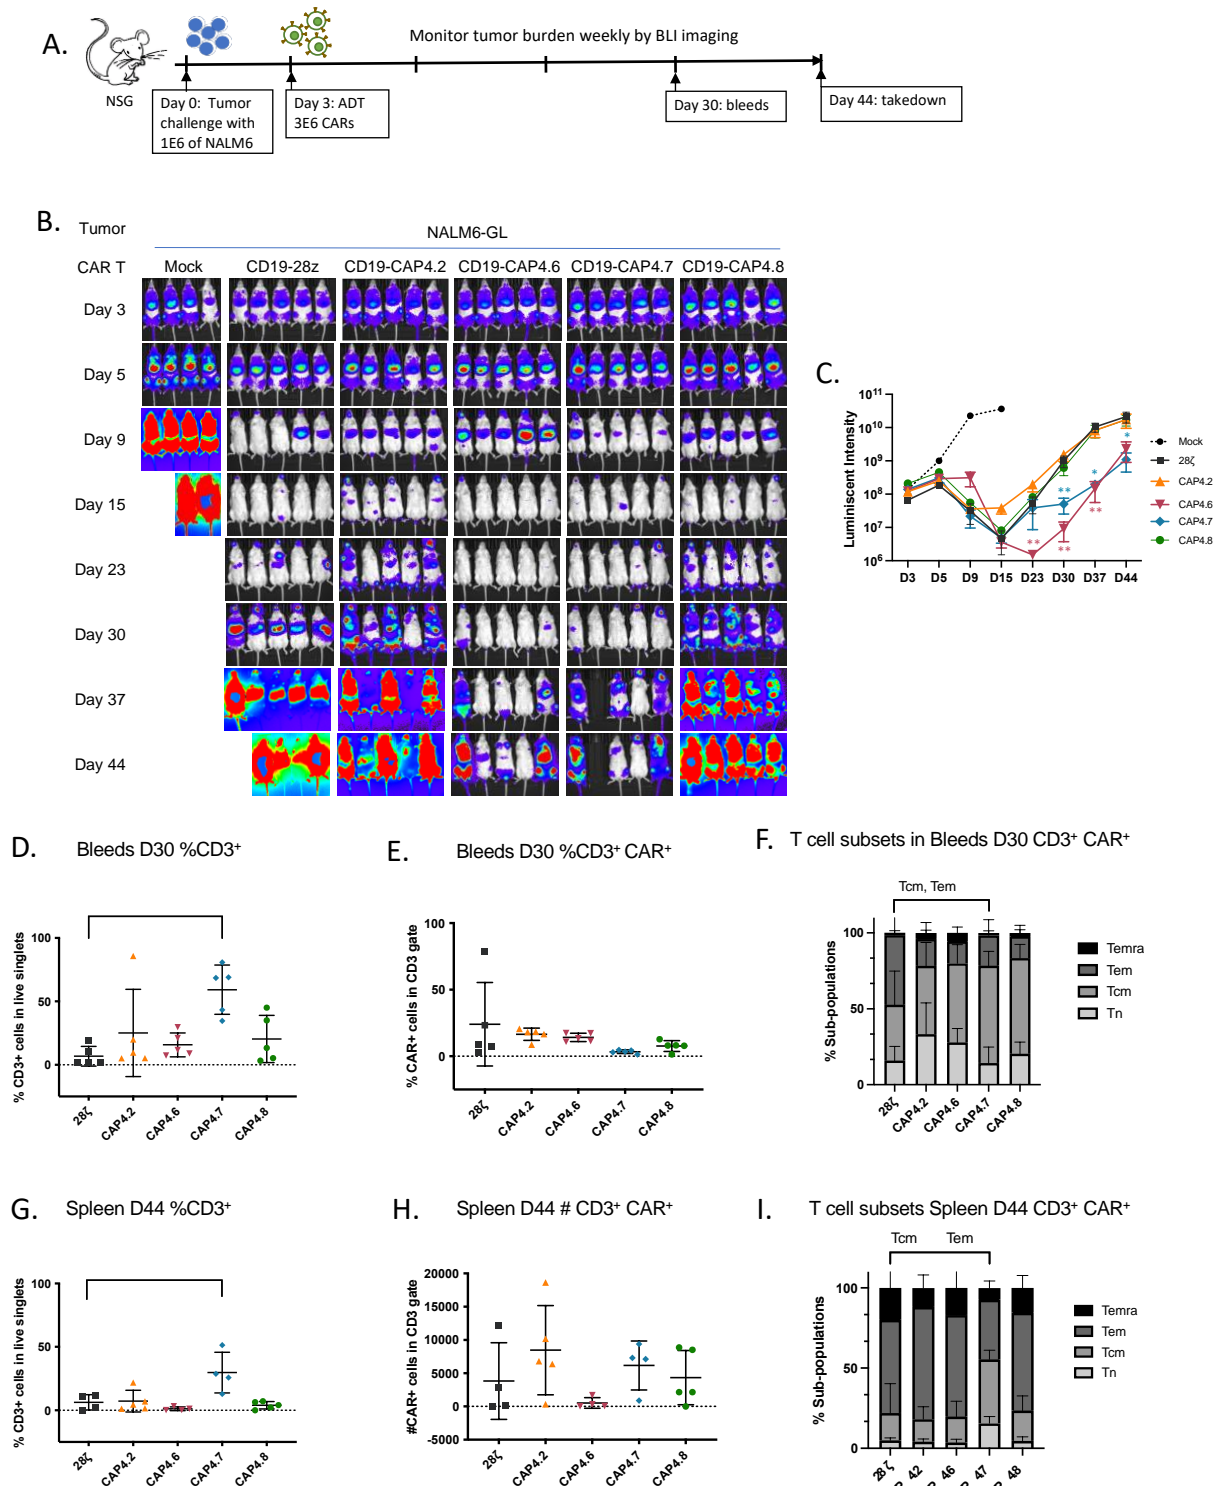 A.
Monitor tumor burden weekly by BLI imaging
NSG
Day 0: Tumor
challenge with
1E6 of NALM6
Day 3: ADT
3E6 CARs
Day 30: bleeds
Day 44: takedown
B.
Tumor
NALM6-GL
CAR T
Mock
CD19-28z
CD19-CAP4.2
CD19-CAP4.6
CD19-CAP4.7
CD19-CAP4.8
Day 3
Day 5
Day 9
Day 15
Day 23
Day 30
Day 37
Day 44
C.
Luminiscent Intensity
10¹¹
10¹⁰
10⁹
10⁸
10⁷
10⁶
D3
D5
D9
D15
D23
D30
D37
D44
**
**
**
*
**
*
*
Mock
28ζ
CAP4.2
CAP4.6
CAP4.7
CAP4.8
D.
Bleeds D30 %CD3⁺
% CD3+ cells in live singlets
100
50
0
28ζ
CAP4.2
CAP4.6
CAP4.7
CAP4.8
E.
Bleeds D30 %CD3⁺ CAR⁺
% CAR+ cells in CD3 gate
100
50
0
28ζ
CAP4.2
CAP4.6
CAP4.7
CAP4.8
F.
T cell subsets in Bleeds D30 CD3⁺ CAR⁺
Tcm, Tem
% Sub-populations
100
50
0
28ζ
CAP4.2
CAP4.6
CAP4.7
CAP4.8
Temra
Tem
Tcm
Tn
G.
Spleen D44 %CD3⁺
% CD3+ cells in live singlets
100
50
0
28ζ
CAP4.2
CAP4.6
CAP4.7
CAP4.8
H.
Spleen D44 # CD3⁺ CAR⁺
#CAR+ cells in CD3 gate
20000
15000
10000
5000
0
-5000
28ζ
CAP4.2
CAP4.6
CAP4.7
CAP4.8
I.
T cell subsets Spleen D44 CD3⁺ CAR⁺
Tcm
Tem
% Sub-populations
100
50
0
28ζ
42
46
47
48
Temra
Tem
Tcm
Tn